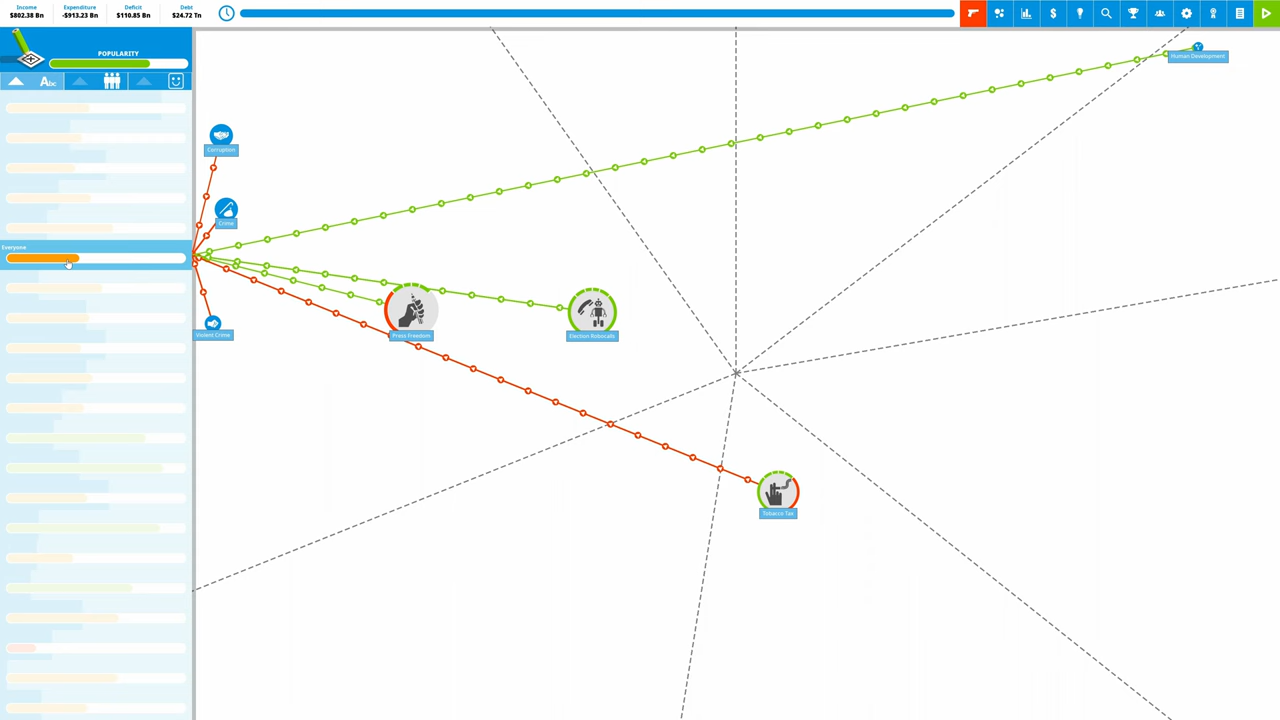 Income Expenditure Deficit Debt
$802.38 Bn -$913.23 Bn $110.85 Bn $24.72 Tn
POPULARITY
Abc
Human Development
Corruption
Crime
Everyone
Violent Crime
Press Freedom
Election Robocalls
Tobacco Tax